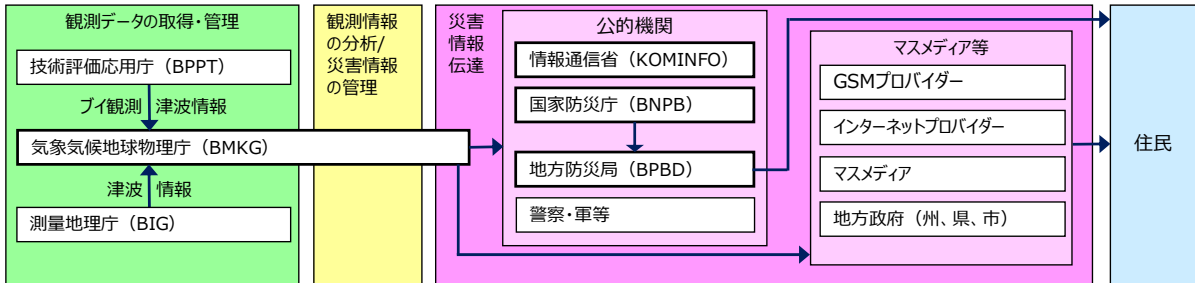 観測データの取得・管理
技術評価応用庁（BPPT）
ブイ観測 津波情報
気象気候地球物理庁（BMKG）
津波 情報
測量地理庁（BIG）
観測情報
の分析/
災害情報
の管理
災害
情報
伝達
公的機関
情報通信省（KOMINFO）
国家防災庁（BNPB）
地方防災局（BPBD）
警察・軍等
マスメディア等
GSMプロバイダー
インターネットプロバイダー
マスメディア
地方政府（州、県、市）
住民